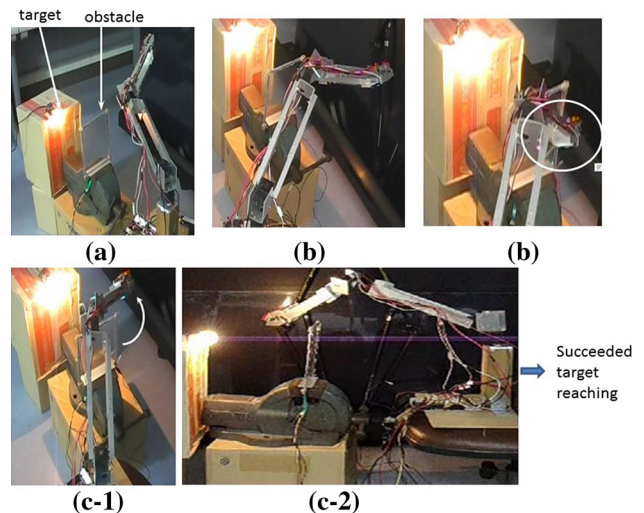 target obstacle
(a)
(b)
(b)
(c-1)
(c-2)
Succeeded
target
reaching